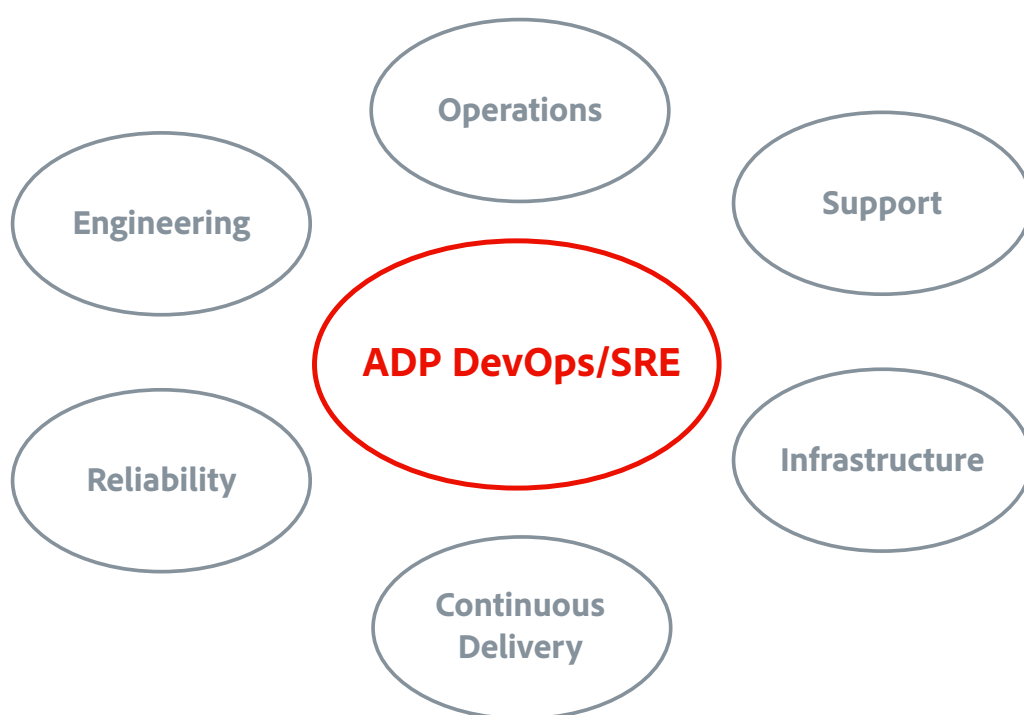 Operations
Support
Engineering
ADP DevOps/SRE
Infrastructure
Reliability
Continuous
Delivery